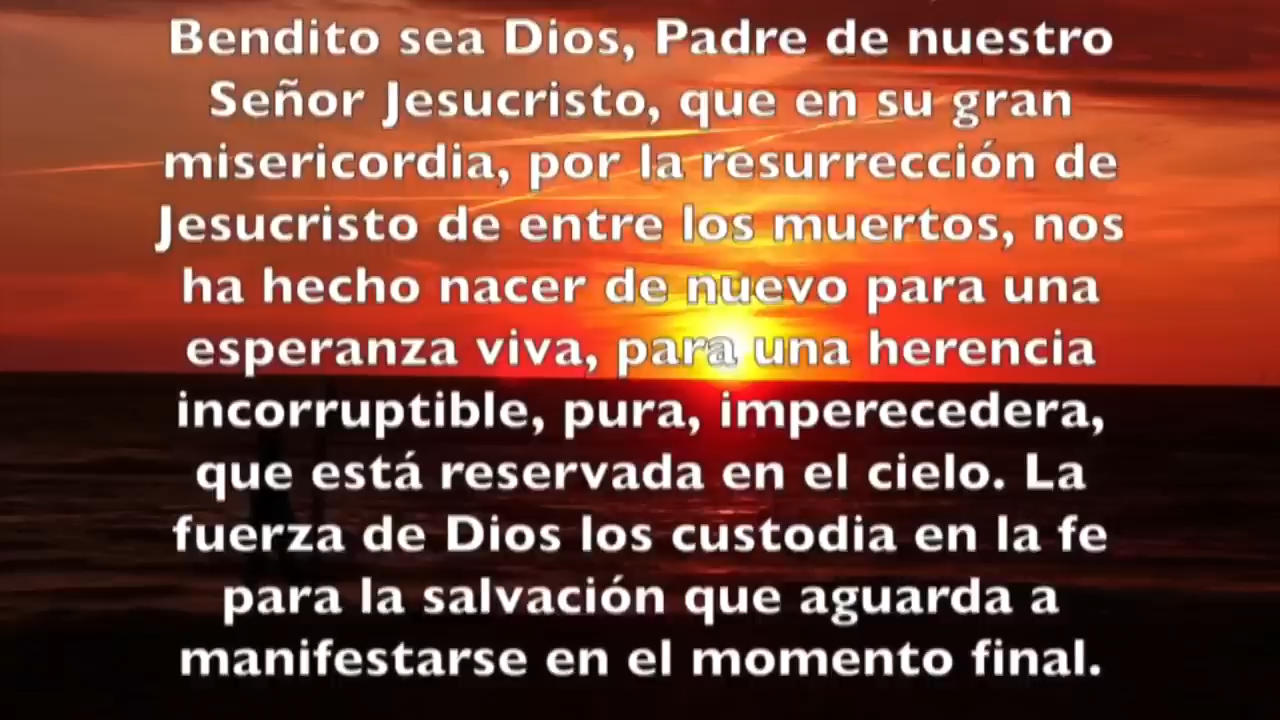 Bendito sea Dios, Padre de nuestro
Señor Jesucristo, que en su gran
misericordia, por la resurrección de
Jesucristo de entre los muertos, nos
ha hecho nacer de nuevo para una
esperanza viva, para una herencia
incorruptible, pura, imperecedera,
que está reservada en el cielo. La
fuerza de Dios los custodia en la fe
para la salvación que aguarda a
manifestarse en el momento final.